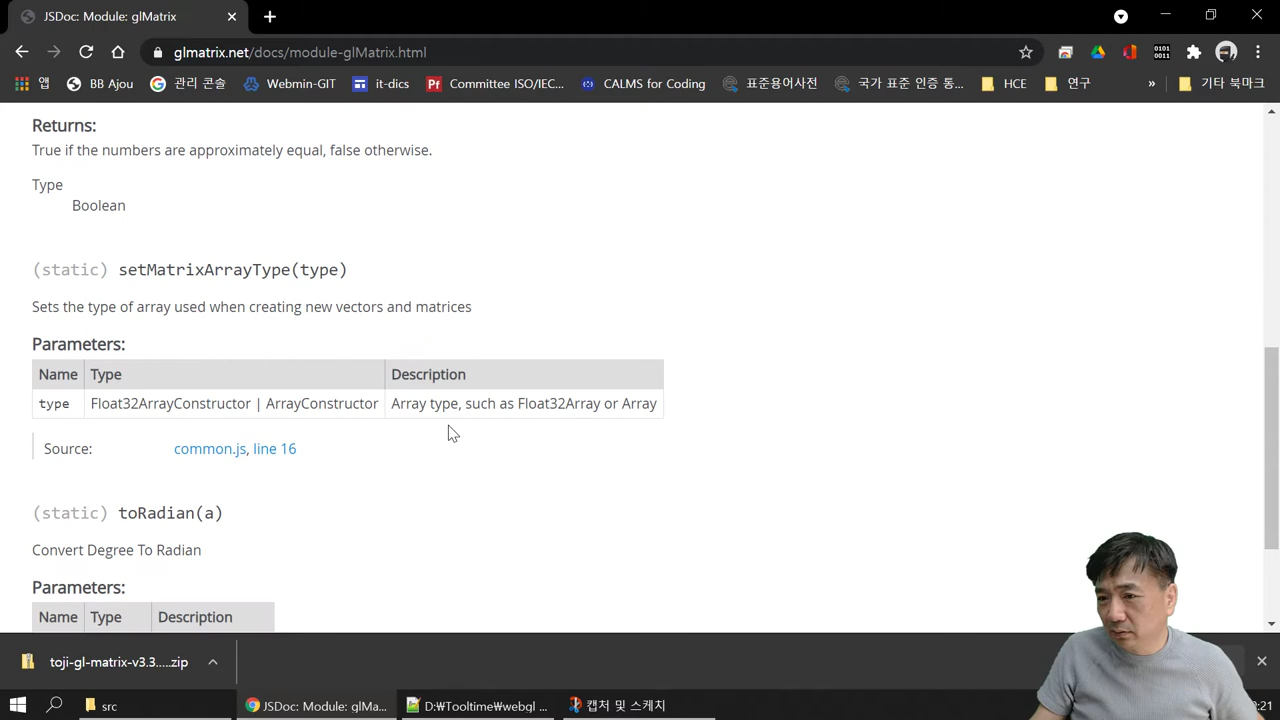 JSDoc: Module: glMatrix
glmatrix.net/docs/module-glMatrix.html
0101
0011
앱
BB Ajou
관리 콘솔
Webmin-GIT
it-dics
Committee ISO/IEC...
CALMS for Coding
표준용어사전
국가 표준 인증 통...
HCE
연구
»
기타 북마크
Returns:
True if the numbers are approximately equal, false otherwise.
Type
Boolean
(static) setMatrixArrayType(type)
Sets the type of array used when creating new vectors and matrices
Parameters:
Name Type Description
type Float32ArrayConstructor | ArrayConstructor Array type, such as Float32Array or Array
Source: common.js, line 16
(static) toRadian(a)
Convert Degree To Radian
Parameters:
Name Type Description
toji-gl-matrix-v3.3.....zip
src
JSDoc: Module: glMa...
D:₩Tooltime₩webgl ...
캡처 및 스케치
:21